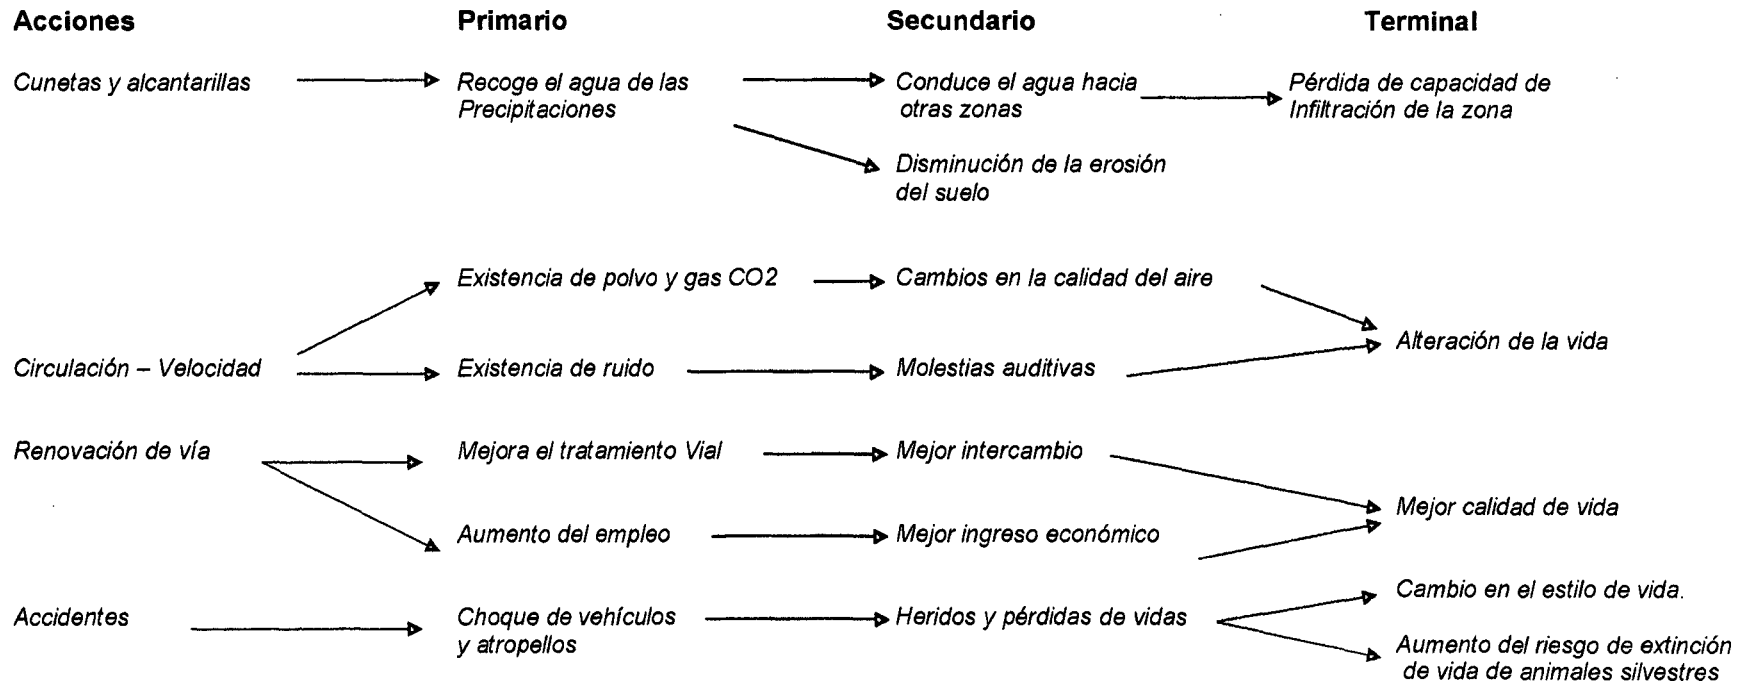 Acciones Primario Secundario Terminal
Cunetas y alcantarillas Recoge el agua de las Conduce el agua hacia Pérdida de capacidad de
Precipitaciones otras zonas Infiltración de la zona
Disminución de la erosión
del suelo
Existencia de polvo y gas CO2 Cambios en la calidad del aire
Alteración de la vida
Circulación – Velocidad Existencia de ruido Molestias auditivas
Renovación de vía Mejora el tratamiento Vial Mejor intercambio
Mejor calidad de vida
Aumento del empleo Mejor ingreso económico
Cambio en el estilo de vida.
Accidentes Choque de vehículos Heridos y pérdidas de vidas
y atropellos Aumento del riesgo de extinción
de vida de animales silvestres